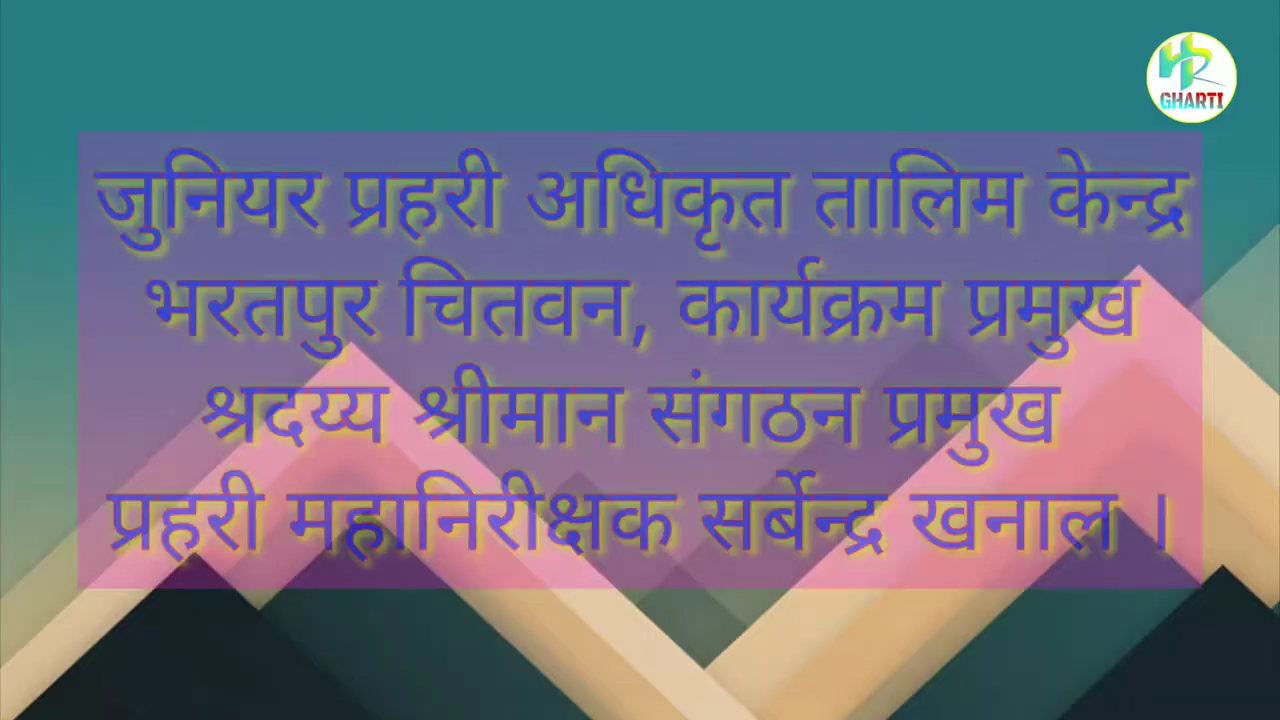 GHARTI
जुनियर प्रहरी अधिकृत तालिम केन्द्र
भरतपुर चितवन, कार्यक्रम प्रमुख
श्रदय्य श्रीमान संगठन प्रमुख
प्रहरी महानिरीक्षक सर्बेन्द्र खनाल ।